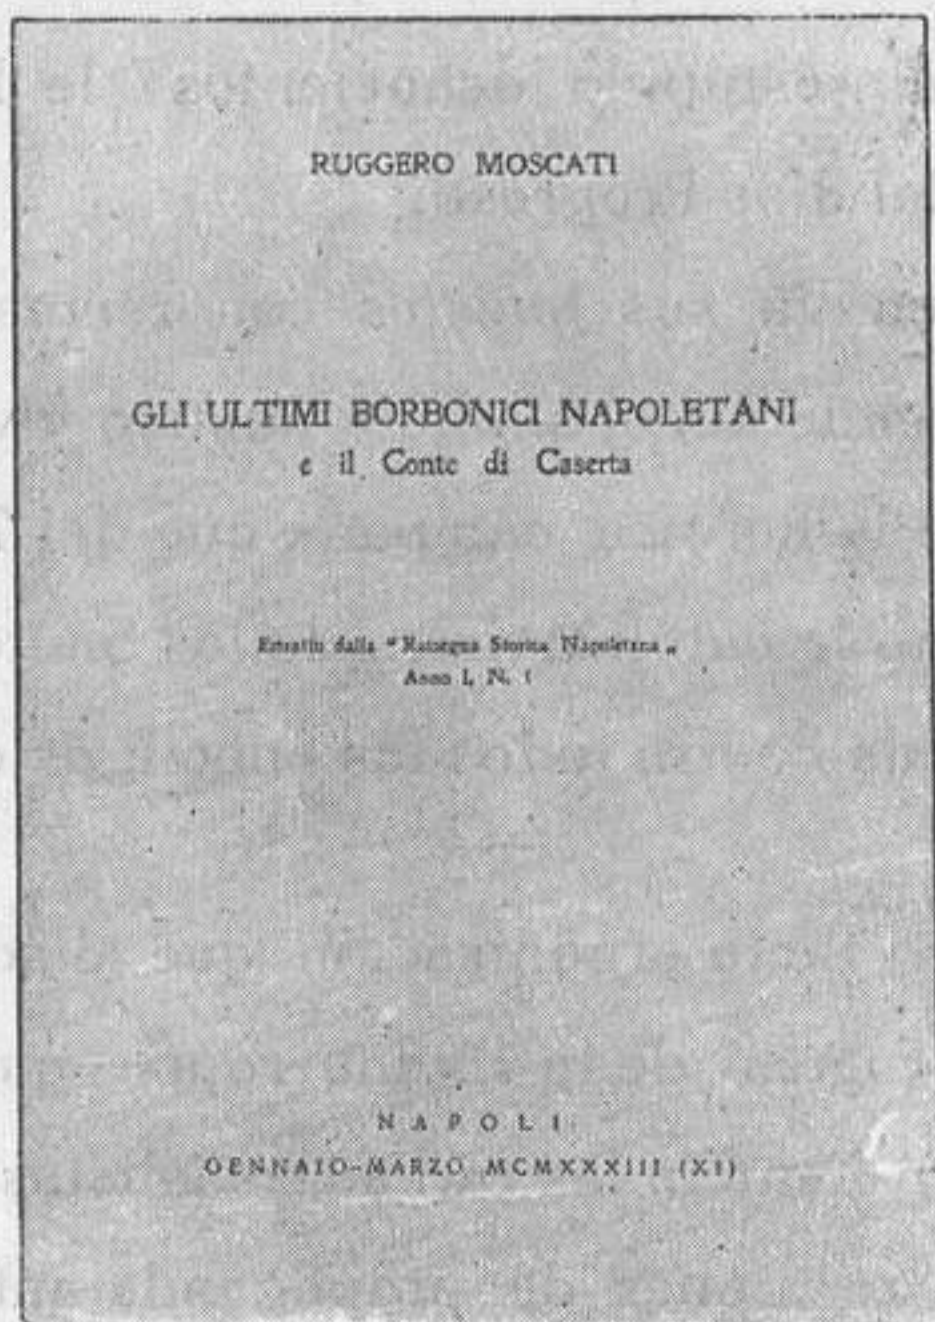 RUGGERO MOSCATI
GLI ULTIMI BORBONICI NAPOLETANI
e il Conte di Caserta
Estratto dalla "Rassegna Storica Napoletana„
Anno I, N. 1
NAPOLI
GENNAIO-MARZO MCMXXXIII (XI)